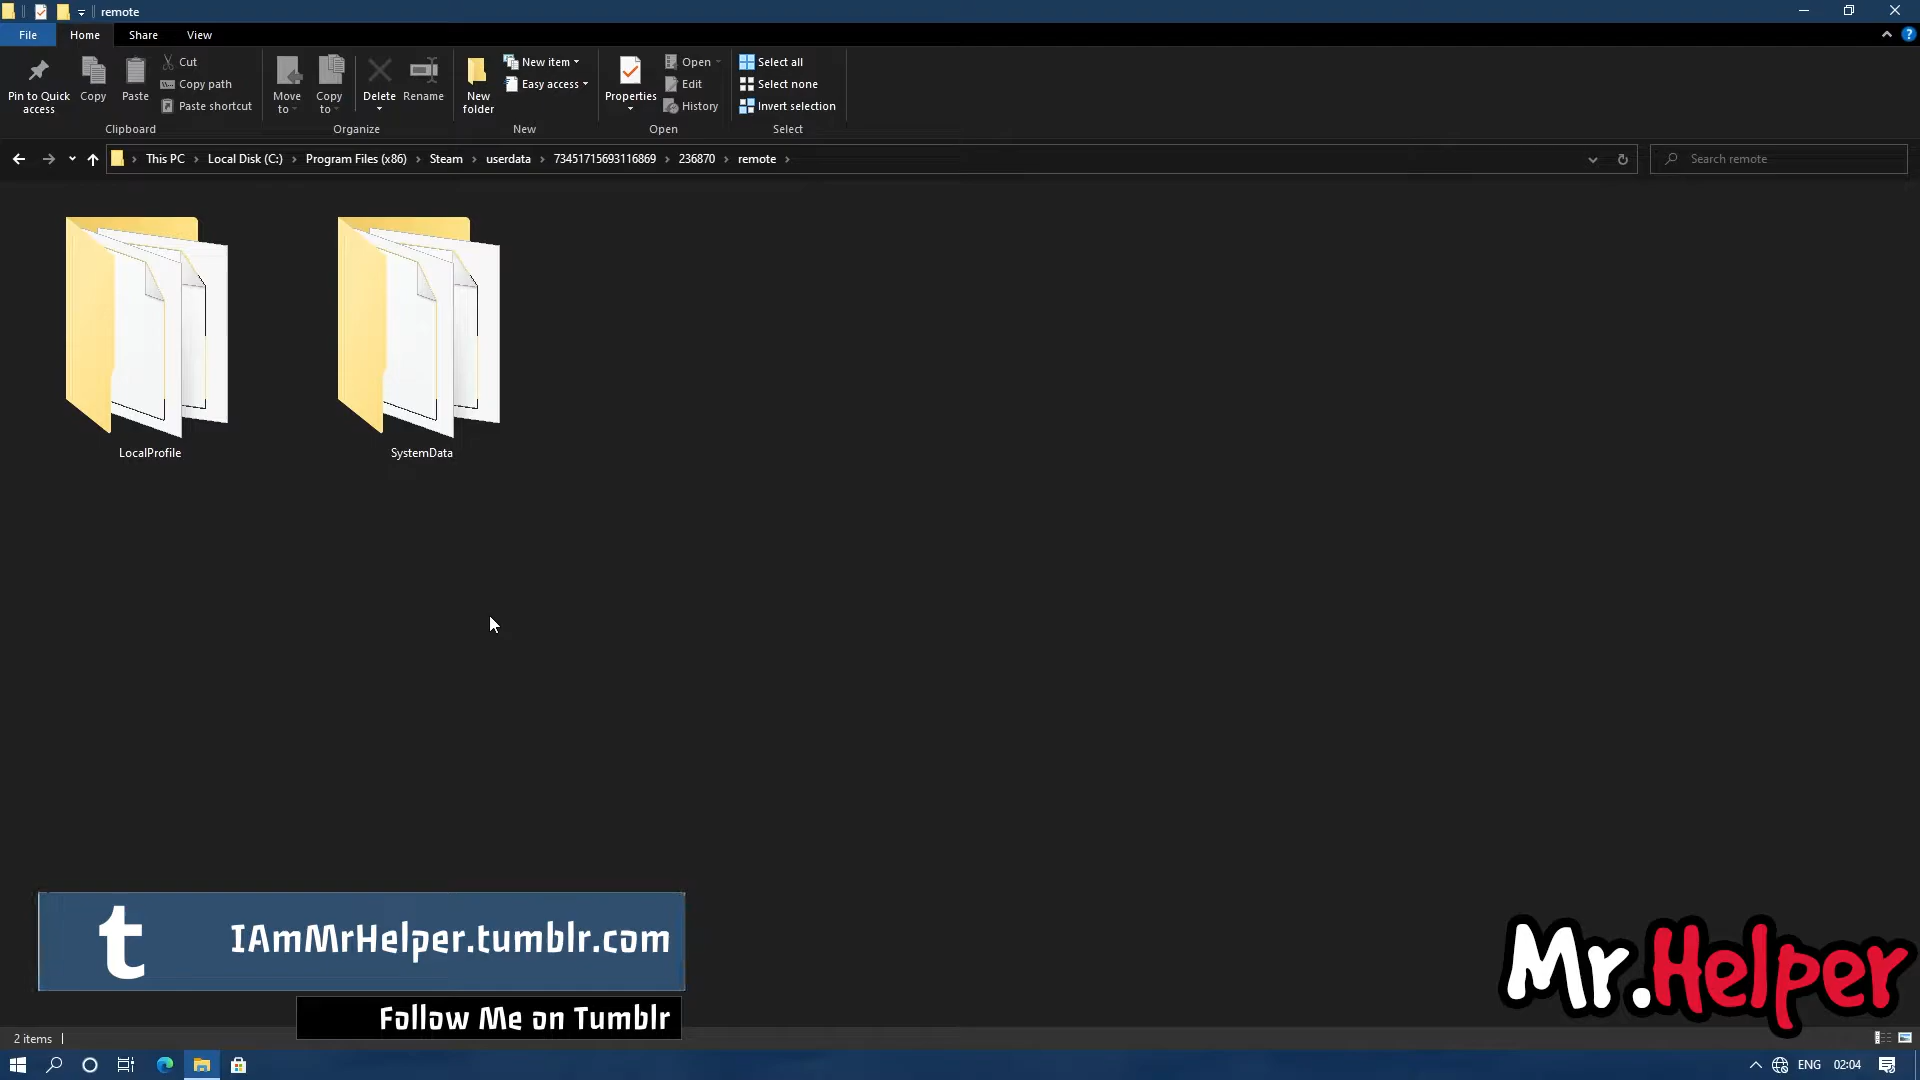 remote
File Home Share View
Pin to Quick access
Copy
Paste
Cut
Copy path
Paste shortcut
Clipboard
Move to
Copy to
Delete
Rename
Organize
New folder
New item
Easy access
New
Properties
Open
Edit
History
Open
Select all
Select none
Invert selection
Select
This PC Local Disk (C:) Program Files (x86) Steam userdata 73451715693116869 236870 remote
Search remote
LocalProfile
SystemData
t IAmMrHelper.tumblr.com
Follow Me on Tumblr
Mr.Helper
2 items
ENG 02:04